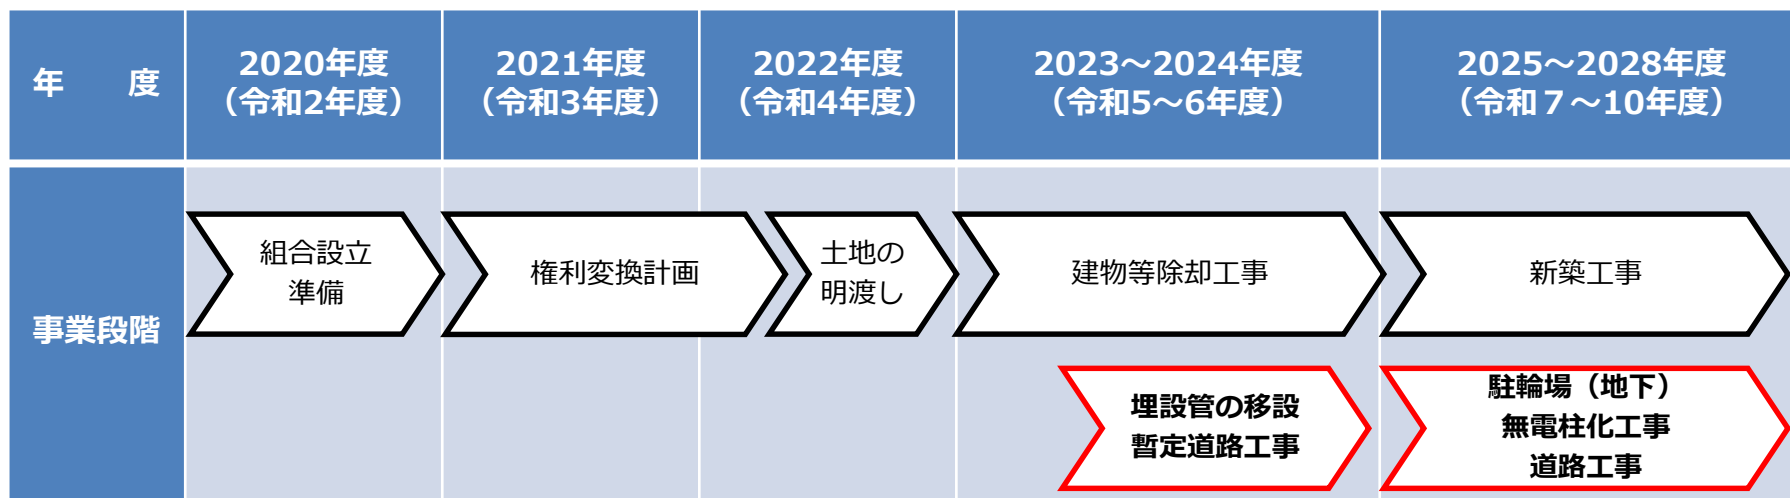 年　　度
2020年度
（令和2年度）
2021年度
（令和3年度）
2022年度
（令和4年度）
2023～2024年度
（令和5～6年度）
2025～2028年度
（令和７～10年度）
事業段階
組合設立
準備
権利変換計画
土地の
明渡し
建物等除却工事
新築工事
埋設管の移設
暫定道路工事
駐輪場（地下）
無電柱化工事
道路工事